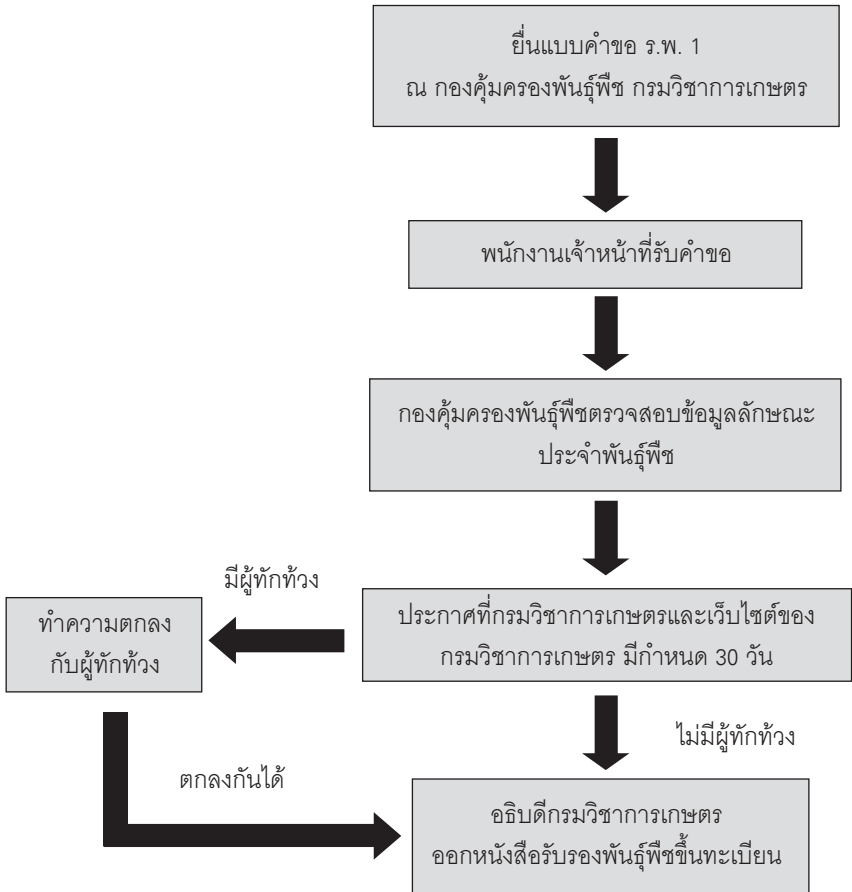 ยื่นแบบคำขอ ร.พ. 1
ณ กองคุ้มครองพันธุ์พืช กรมวิชาการเกษตร
พนักงานเจ้าหน้าที่รับคำขอ
กองคุ้มครองพันธุ์พืชตรวจสอบข้อมูลลักษณะ
ประจำพันธุ์พืช
มีผู้ทักท้วง
ทำความตกลง
กับผู้ทักท้วง
ประกาศที่กรมวิชาการเกษตรและเว็บไซต์ของ
กรมวิชาการเกษตร มีกำหนด 30 วัน
ไม่มีผู้ทักท้วง
ตกลงกันได้
อธิบดีกรมวิชาการเกษตร
ออกหนังสือรับรองพันธุ์พืชขึ้นทะเบียน